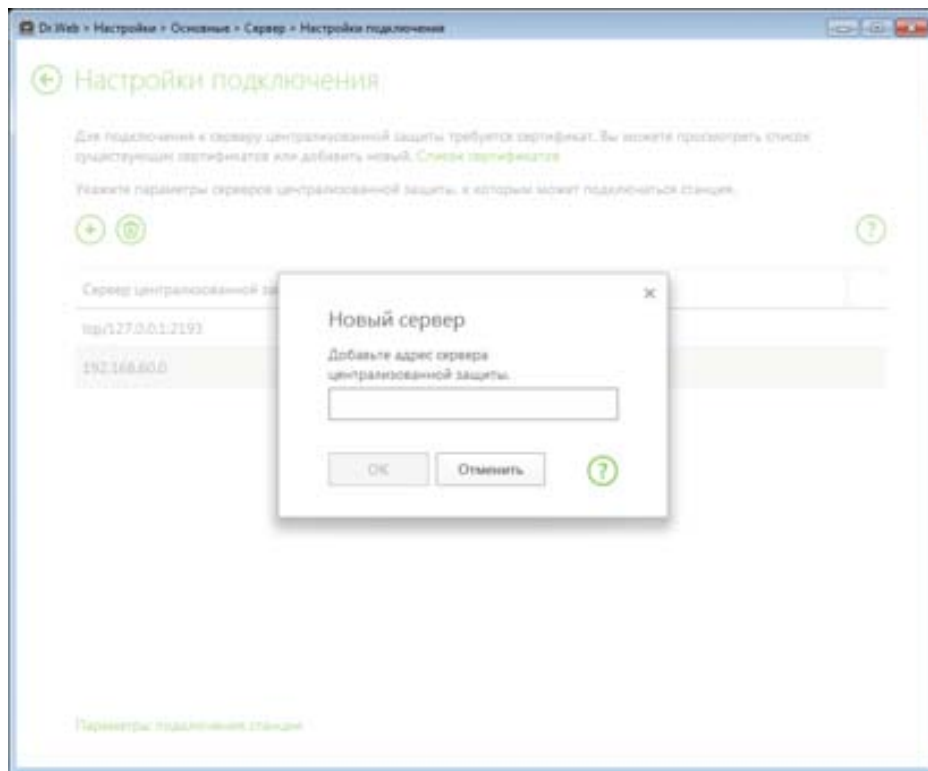 Dr.Web > Настройки > Основные > Сервер > Настройки подключения
Настройки подключения
Для подключения к серверу централизованной защиты требуется сертификат. Вы можете просмотреть список
существующих сертификатов или добавить новый. Список сертификатов
Укажите параметры серверов централизованной защиты, к которым может подключаться станция.
Сервер централизованной за
tcp/127.0.0.1:2193
192.168.60.0
Новый сервер
Добавьте адрес сервера
централизованной защиты.
OK
Отменить
?
?
Параметры подключения станции